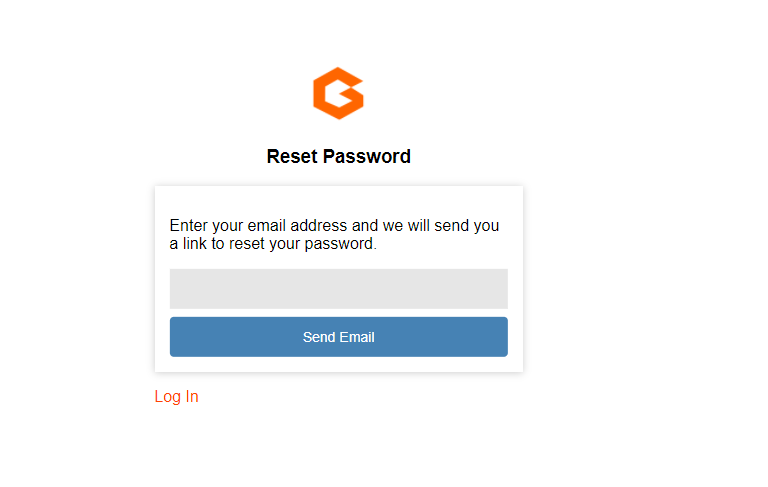 Reset Password
Enter your email address and we will send you
a link to reset your password.
Send Email
Log In